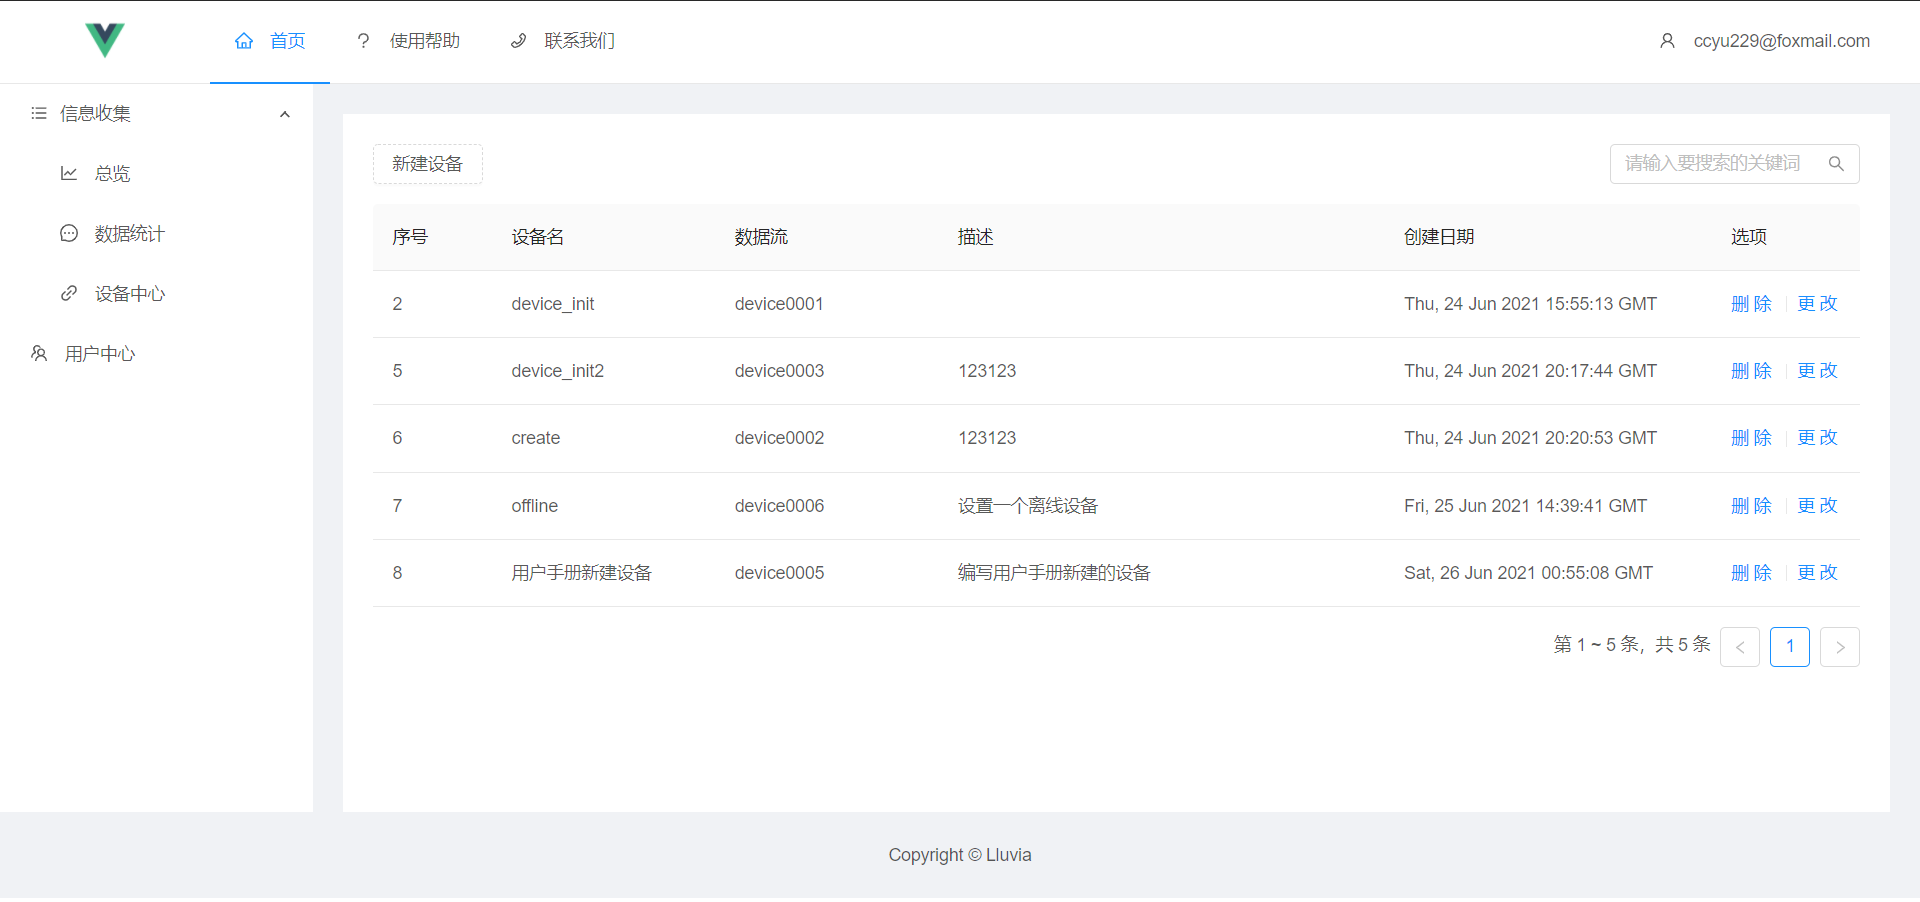 首页 使用帮助 联系我们 ccyu229@foxmail.com
信息收集
总览
数据统计
设备中心
用户中心
新建设备 请输入要搜索的关键词
序号 设备名 数据流 描述 创建日期 选项
2 device_init device0001 Thu, 24 Jun 2021 15:55:13 GMT 删 除 更 改
5 device_init2 device0003 123123 Thu, 24 Jun 2021 20:17:44 GMT 删 除 更 改
6 create device0002 123123 Thu, 24 Jun 2021 20:20:53 GMT 删 除 更 改
7 offline device0006 设置一个离线设备 Fri, 25 Jun 2021 14:39:41 GMT 删 除 更 改
8 用户手册新建设备 device0005 编写用户手册新建的设备 Sat, 26 Jun 2021 00:55:08 GMT 删 除 更 改
第 1 ~ 5 条，共 5 条 < 1 >
Copyright © Lluvia